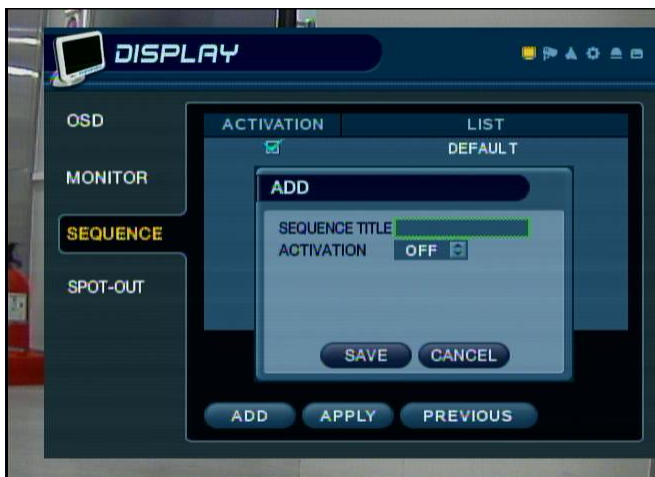 DISPLAY
OSD
MONITOR
SEQUENCE
SPOT-OUT
ACTIVATION LIST
DEFAULT
ADD
SEQUENCE TITLE
ACTIVATION OFF
SAVE CANCEL
ADD APPLY PREVIOUS